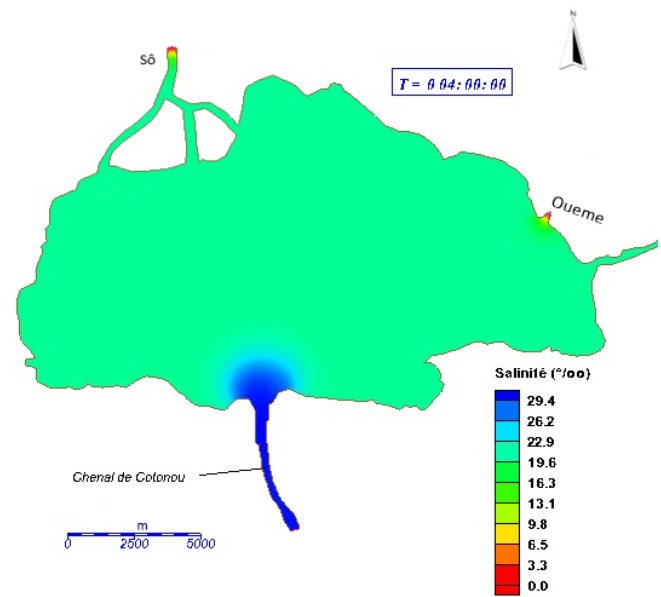 N
Sô
T = 0 04:00:00
Oueme
Salinité (°/oo)
29.4
26.2
22.9
19.6
16.3
13.1
9.8
6.5
3.3
0.0
Chenal de Cotonou
m
0 2500 5000